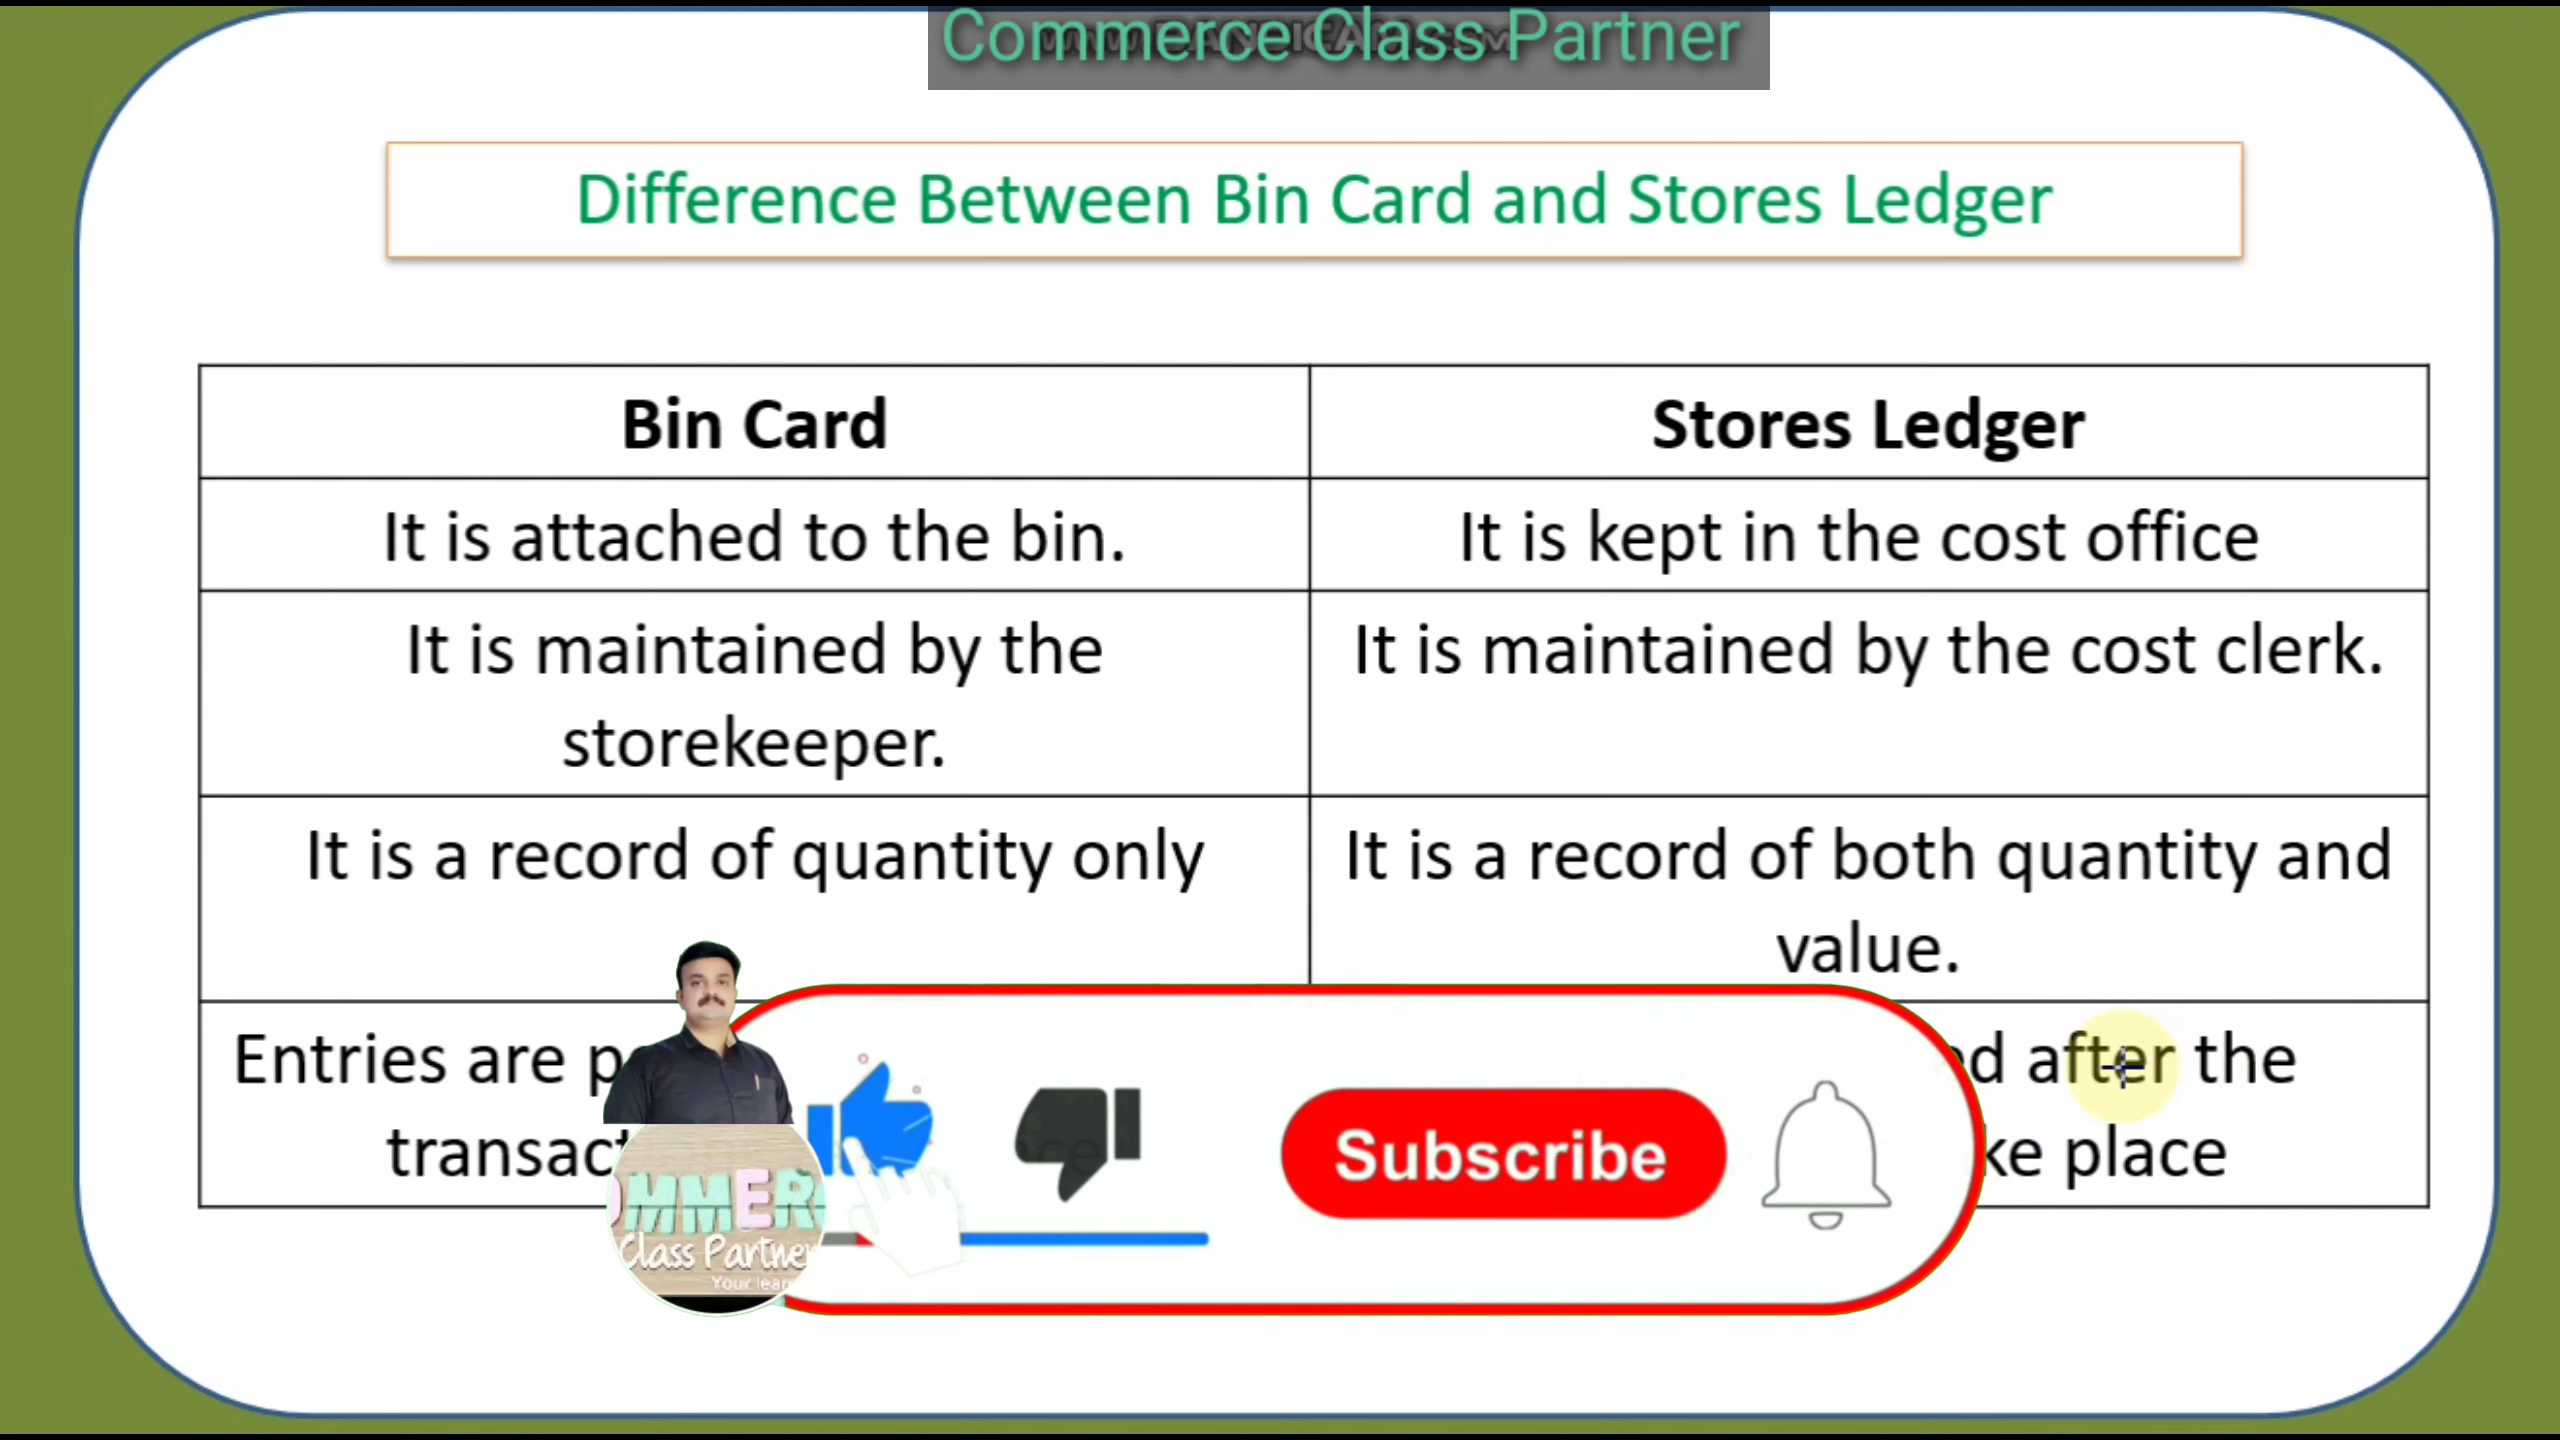 Commerce Class Partner
Difference Between Bin Card and Stores Ledger
Bin Card
Stores Ledger
It is attached to the bin.
It is kept in the cost office
It is maintained by the
storekeeper.
It is maintained by the cost clerk.
It is a record of quantity only
It is a record of both quantity and
value.
Entries are
after the
place
Subscribe
Class Partner
Your